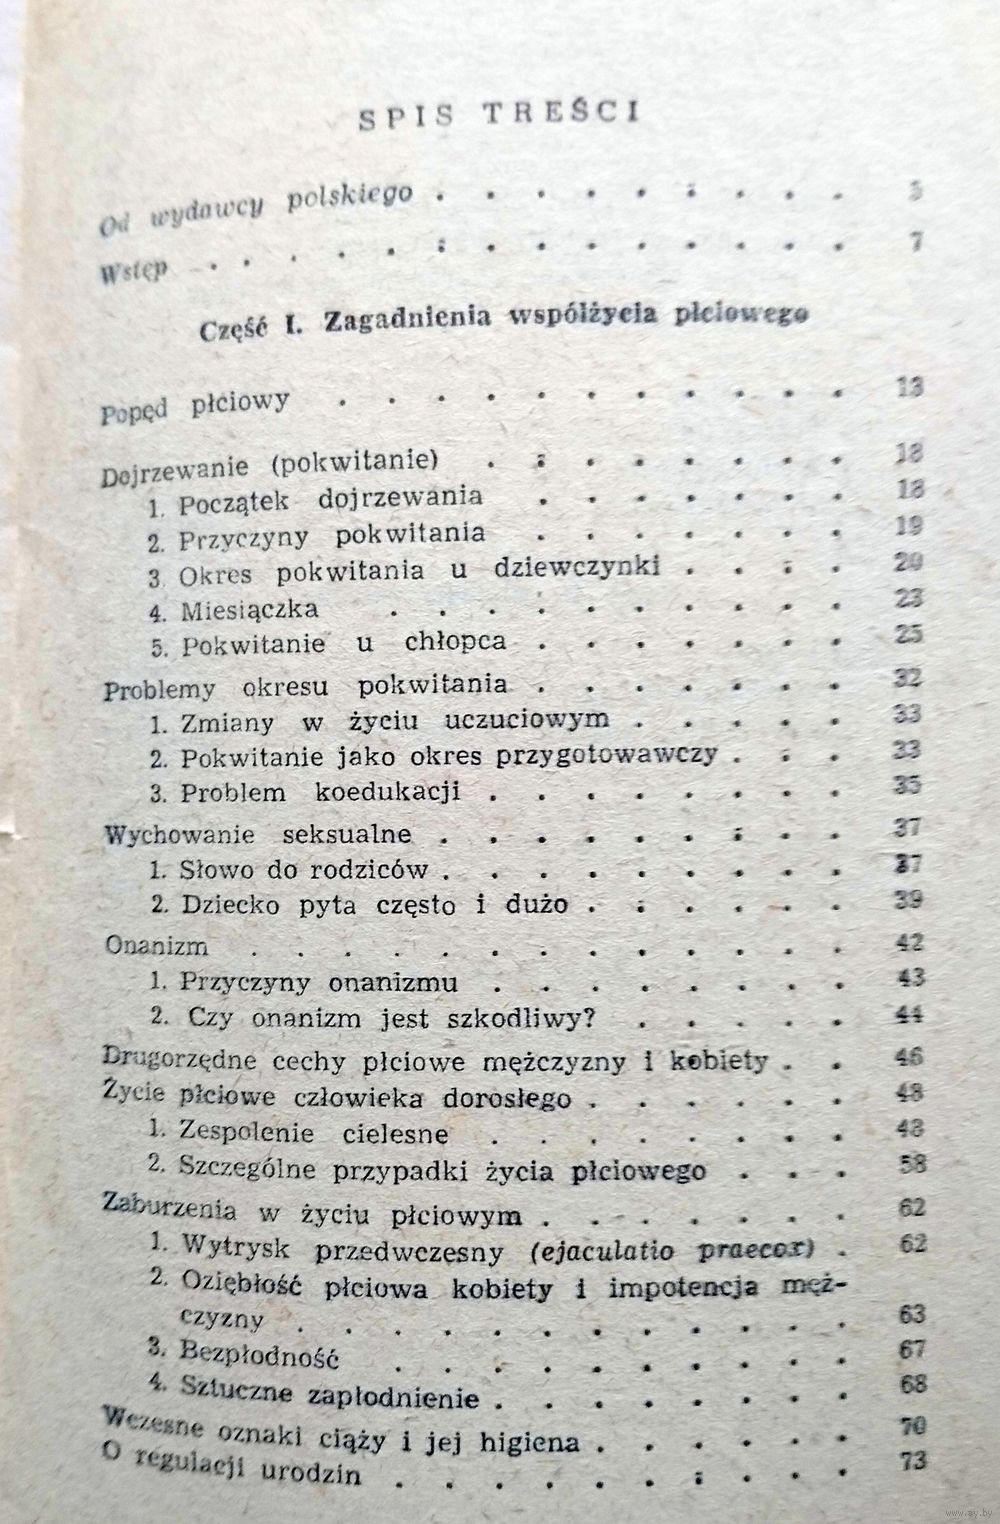 SPIS TREŚCI
Od wydawcy polskiego . . . . . . . . . 5
Wstęp . . . . . . . . . . . . . 7
Część I. Zagadnienia współżycia płciowego
Popęd płciowy . . . . . . . . . . . 13
Dojrzewanie (pokwitanie) . . . . . . . . 18
1. Początek dojrzewania . . . . . . . 18
2. Przyczyny pokwitania . . . . . . . 19
3. Okres pokwitania u dziewczynki . . . . 20
4. Miesiączka . . . . . . . . . . 23
5. Pokwitanie u chłopca . . . . . . . 25
Problemy okresu pokwitania . . . . . . . 32
1. Zmiany w życiu uczuciowym . . . . . 33
2. Pokwitanie jako okres przygotowawczy . . . 33
3. Problem koedukacji . . . . . . . . 35
Wychowanie seksualne . . . . . . . . . 37
1. Słowo do rodziców . . . . . . . . . 37
2. Dziecko pyta często i dużo . . . . . . 39
Onanizm . . . . . . . . . . . . 42
1. Przyczyny onanizmu . . . . . . . . 43
2. Czy onanizm jest szkodliwy? . . . . . 44
Drugorzędne cechy płciowe mężczyzny i kobiety . . 46
Życie płciowe człowieka dorosłego . . . . . . 48
1. Zespolenie cielesne . . . . . . . . 48
2. Szczególne przypadki życia płciowego . . . 58
Zaburzenia w życiu płciowym . . . . . . . 62
1. Wytrysk przedwczesny (ejaculatio praecox) . 62
2. Oziębłość płciowa kobiety i impotencja męż-
czyzny . . . . . . . . . . . . 63
3. Bezpłodność . . . . . . . . . . 67
4. Sztuczne zapłodnienie . . . . . . . . 68
Wczesne oznaki ciąży i jej higiena . . . . . . 70
O regulacji urodzin . . . . . . . . . . 73
www.ay.by